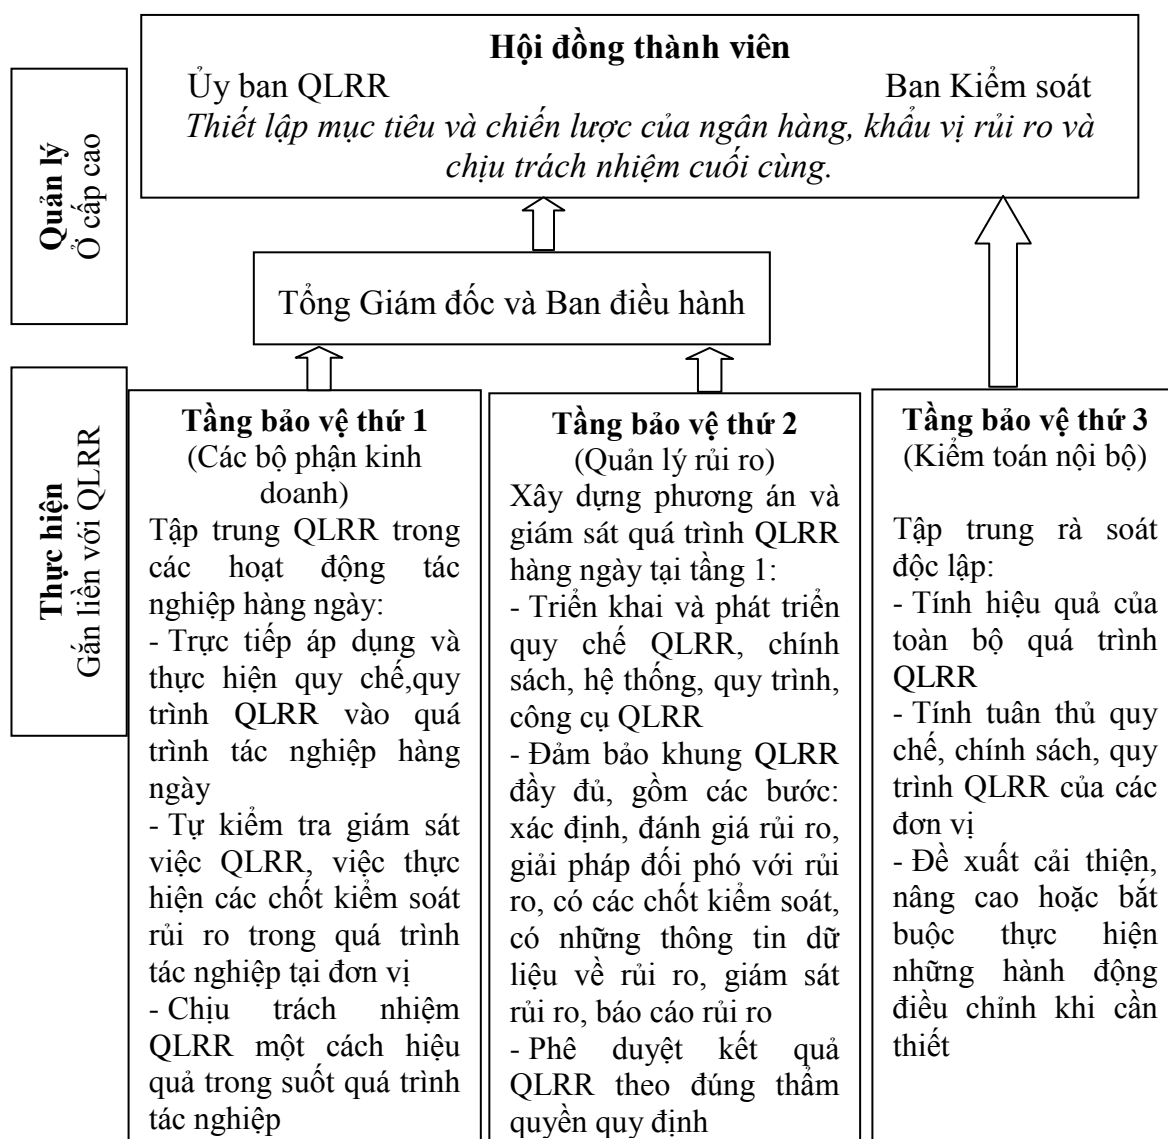 Hội đồng thành viên
Ủy ban QLRR Ban Kiểm soát
Thiết lập mục tiêu và chiến lược của ngân hàng, khẩu vị rủi ro và
chịu trách nhiệm cuối cùng.
Quản lý
Ở cấp cao
Tổng Giám đốc và Ban điều hành
Thực hiện
Gắn liền với QLRR
Tầng bảo vệ thứ 1
(Các bộ phận kinh
doanh)
Tập trung QLRR trong
các hoạt động tác
nghiệp hàng ngày:
- Trực tiếp áp dụng và
thực hiện quy chế,quy
trình QLRR vào quá
trình tác nghiệp hàng
ngày
- Tự kiểm tra giám sát
việc QLRR, việc thực
hiện các chốt kiểm soát
rủi ro trong quá trình
tác nghiệp tại đơn vị
- Chịu trách nhiệm
QLRR một cách hiệu
quả trong suốt quá trình
tác nghiệp
Tầng bảo vệ thứ 2
(Quản lý rủi ro)
Xây dựng phương án và
giám sát quá trình QLRR
hàng ngày tại tầng 1:
- Triển khai và phát triển
quy chế QLRR, chính
sách, hệ thống, quy trình,
công cụ QLRR
- Đảm bảo khung QLRR
đầy đủ, gồm các bước:
xác định, đánh giá rủi ro,
giải pháp đối phó với rủi
ro, có các chốt kiểm soát,
có những thông tin dữ
liệu về rủi ro, giám sát
rủi ro, báo cáo rủi ro
- Phê duyệt kết quả
QLRR theo đúng thẩm
quyền quy định
Tầng bảo vệ thứ 3
(Kiểm toán nội bộ)
Tập trung rà soát
độc lập:
- Tính hiệu quả của
toàn bộ quá trình
QLRR
- Tính tuân thủ quy
chế, chính sách, quy
trình QLRR của các
đơn vị
- Đề xuất cải thiện,
nâng cao hoặc bắt
buộc thực hiện
những hành động
điều chỉnh khi cần
thiết